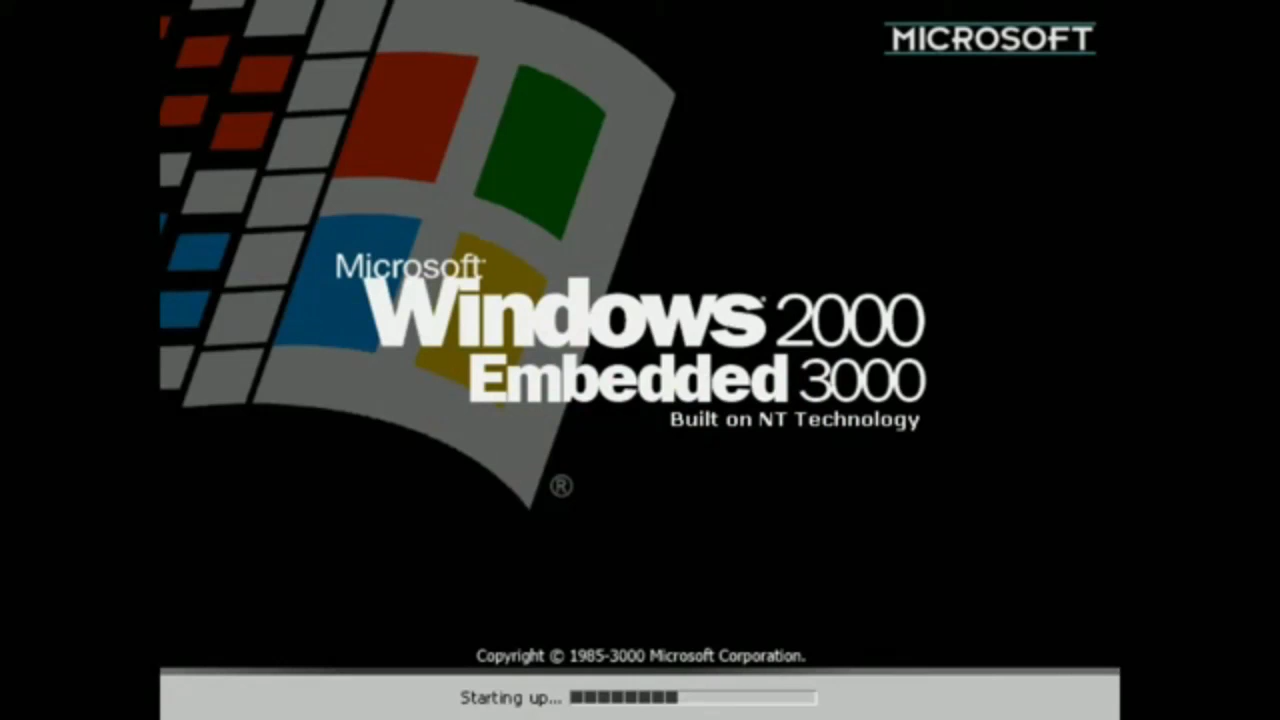 MICROSOFT
Microsoft
Windows 2000
Embedded 3000
Built on NT Technology
®
Copyright © 1985-3000 Microsoft Corporation.
Starting up...